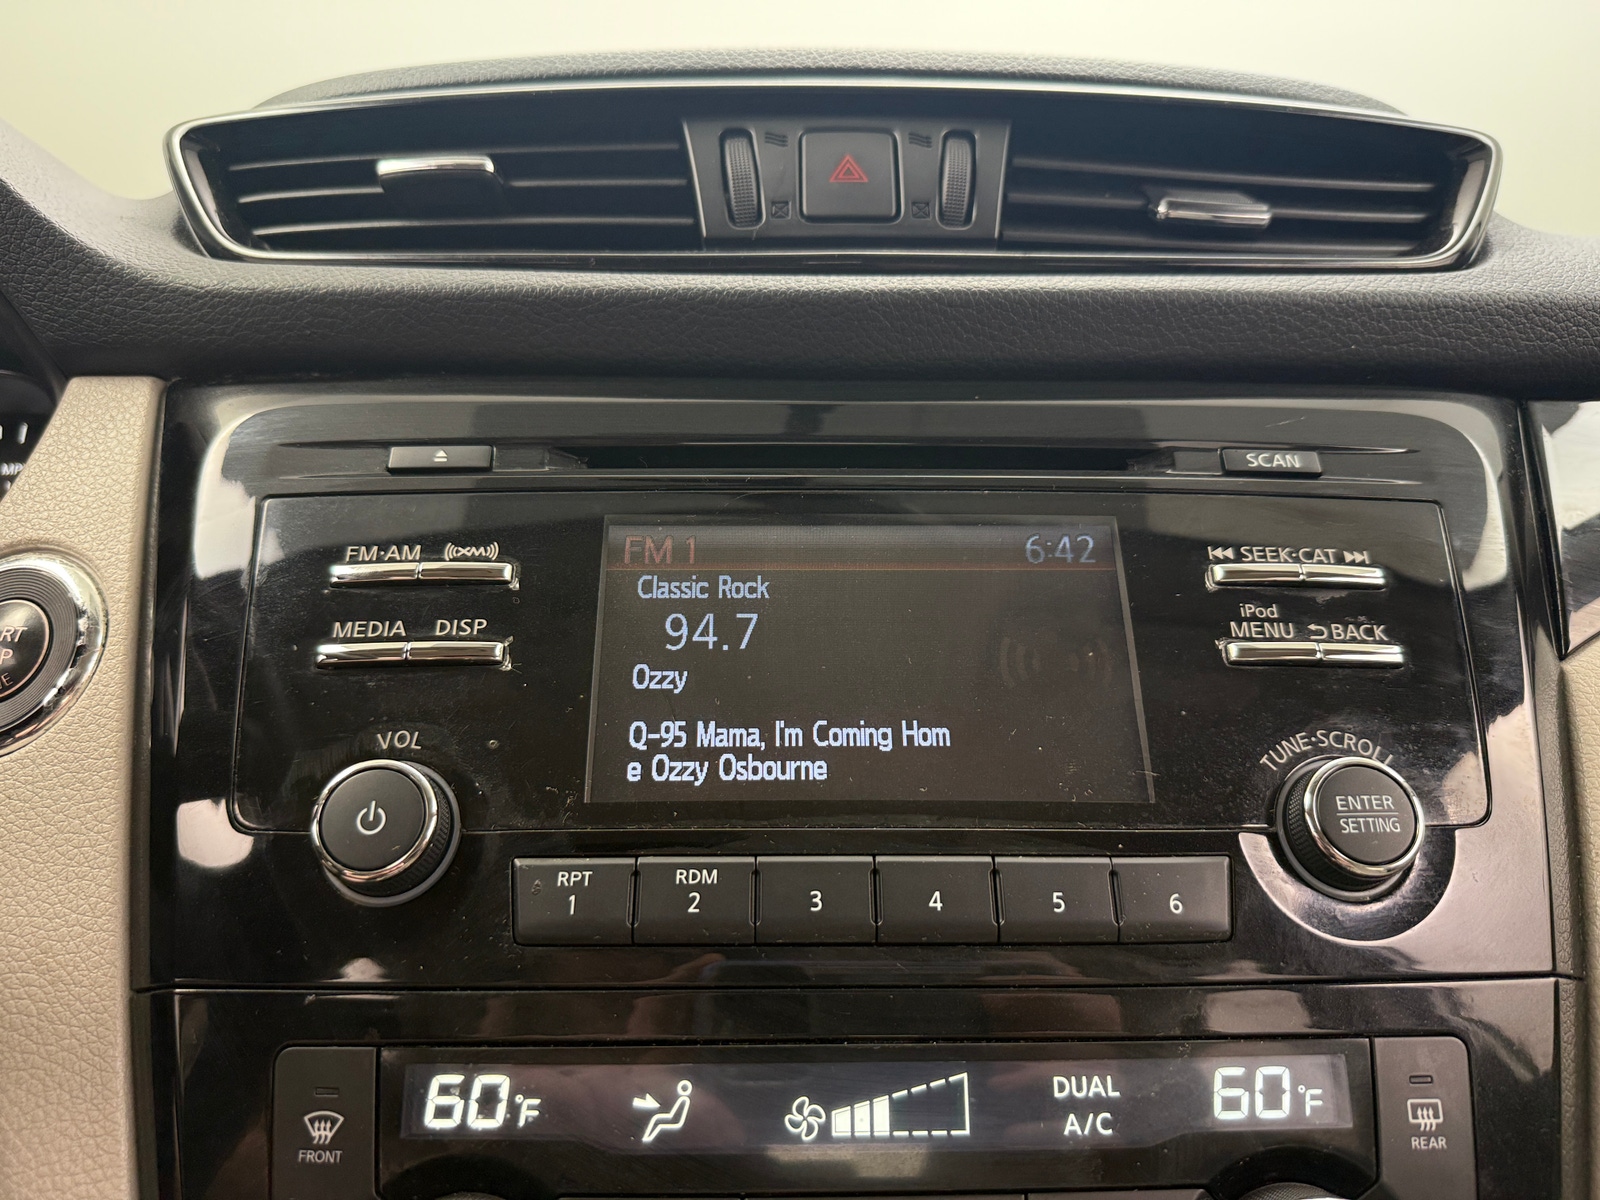 SCAN
FM·AM ((XM)) SEEK·CAT
FM 1 6:42
Classic Rock
94.7
Ozzy
Q-95 Mama, I'm Coming Hom
e Ozzy Osbourne
MEDIA DISP
iPod
MENU BACK
VOL
TUNE·SCROLL
ENTER
SETTING
RPT
1
RDM
2
3
4
5
6
60°F
DUAL
A/C
60°F
FRONT
REAR